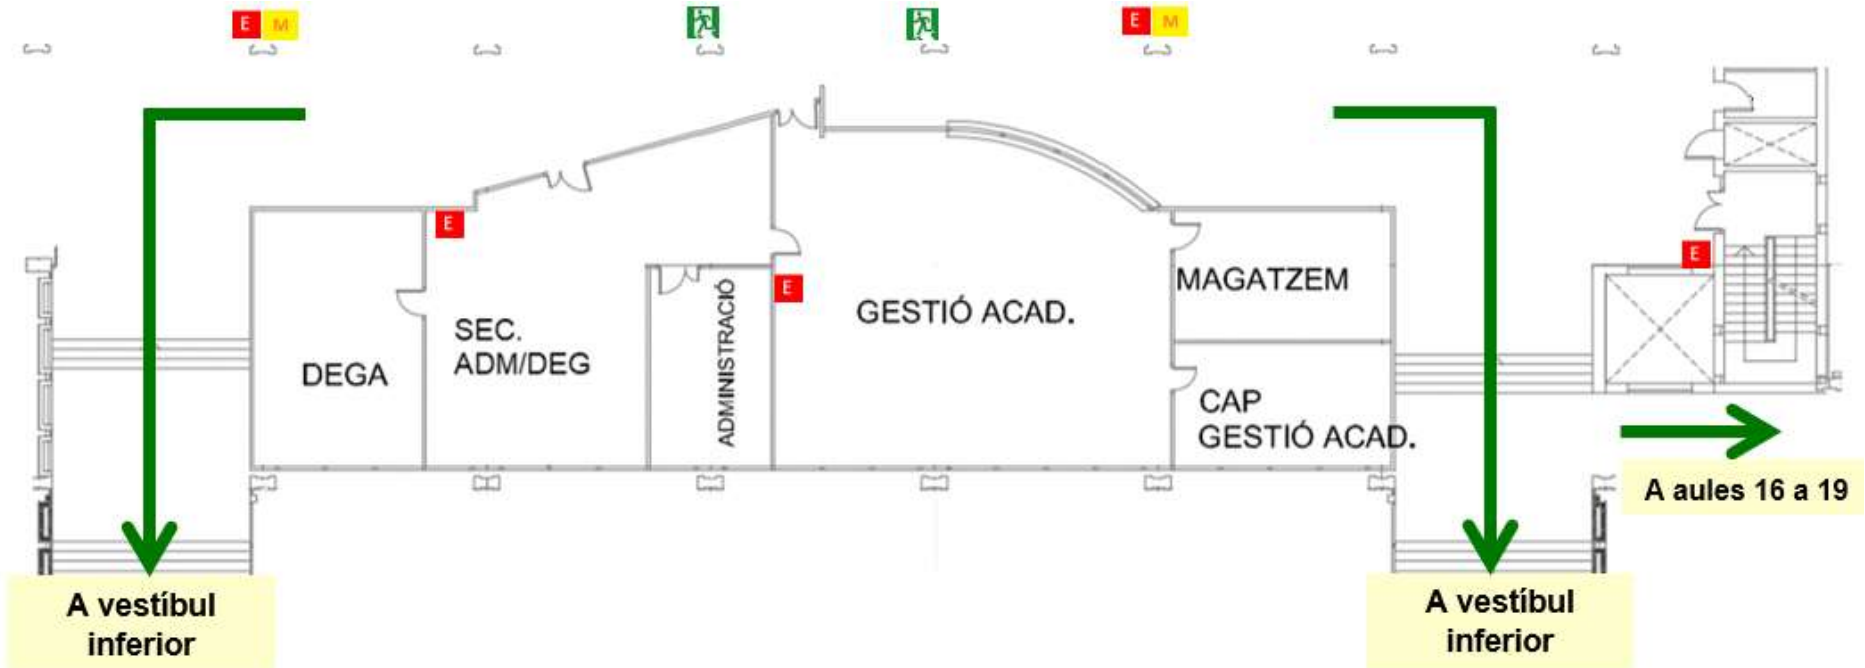 E M
E M
E
E
E
DEGA
SEC.
ADM/DEG
ADMINISTRACIÓ
GESTIÓ ACAD.
MAGATZEM
CAP
GESTIÓ ACAD.
A aules 16 a 19
A vestíbul
inferior
A vestíbul
inferior